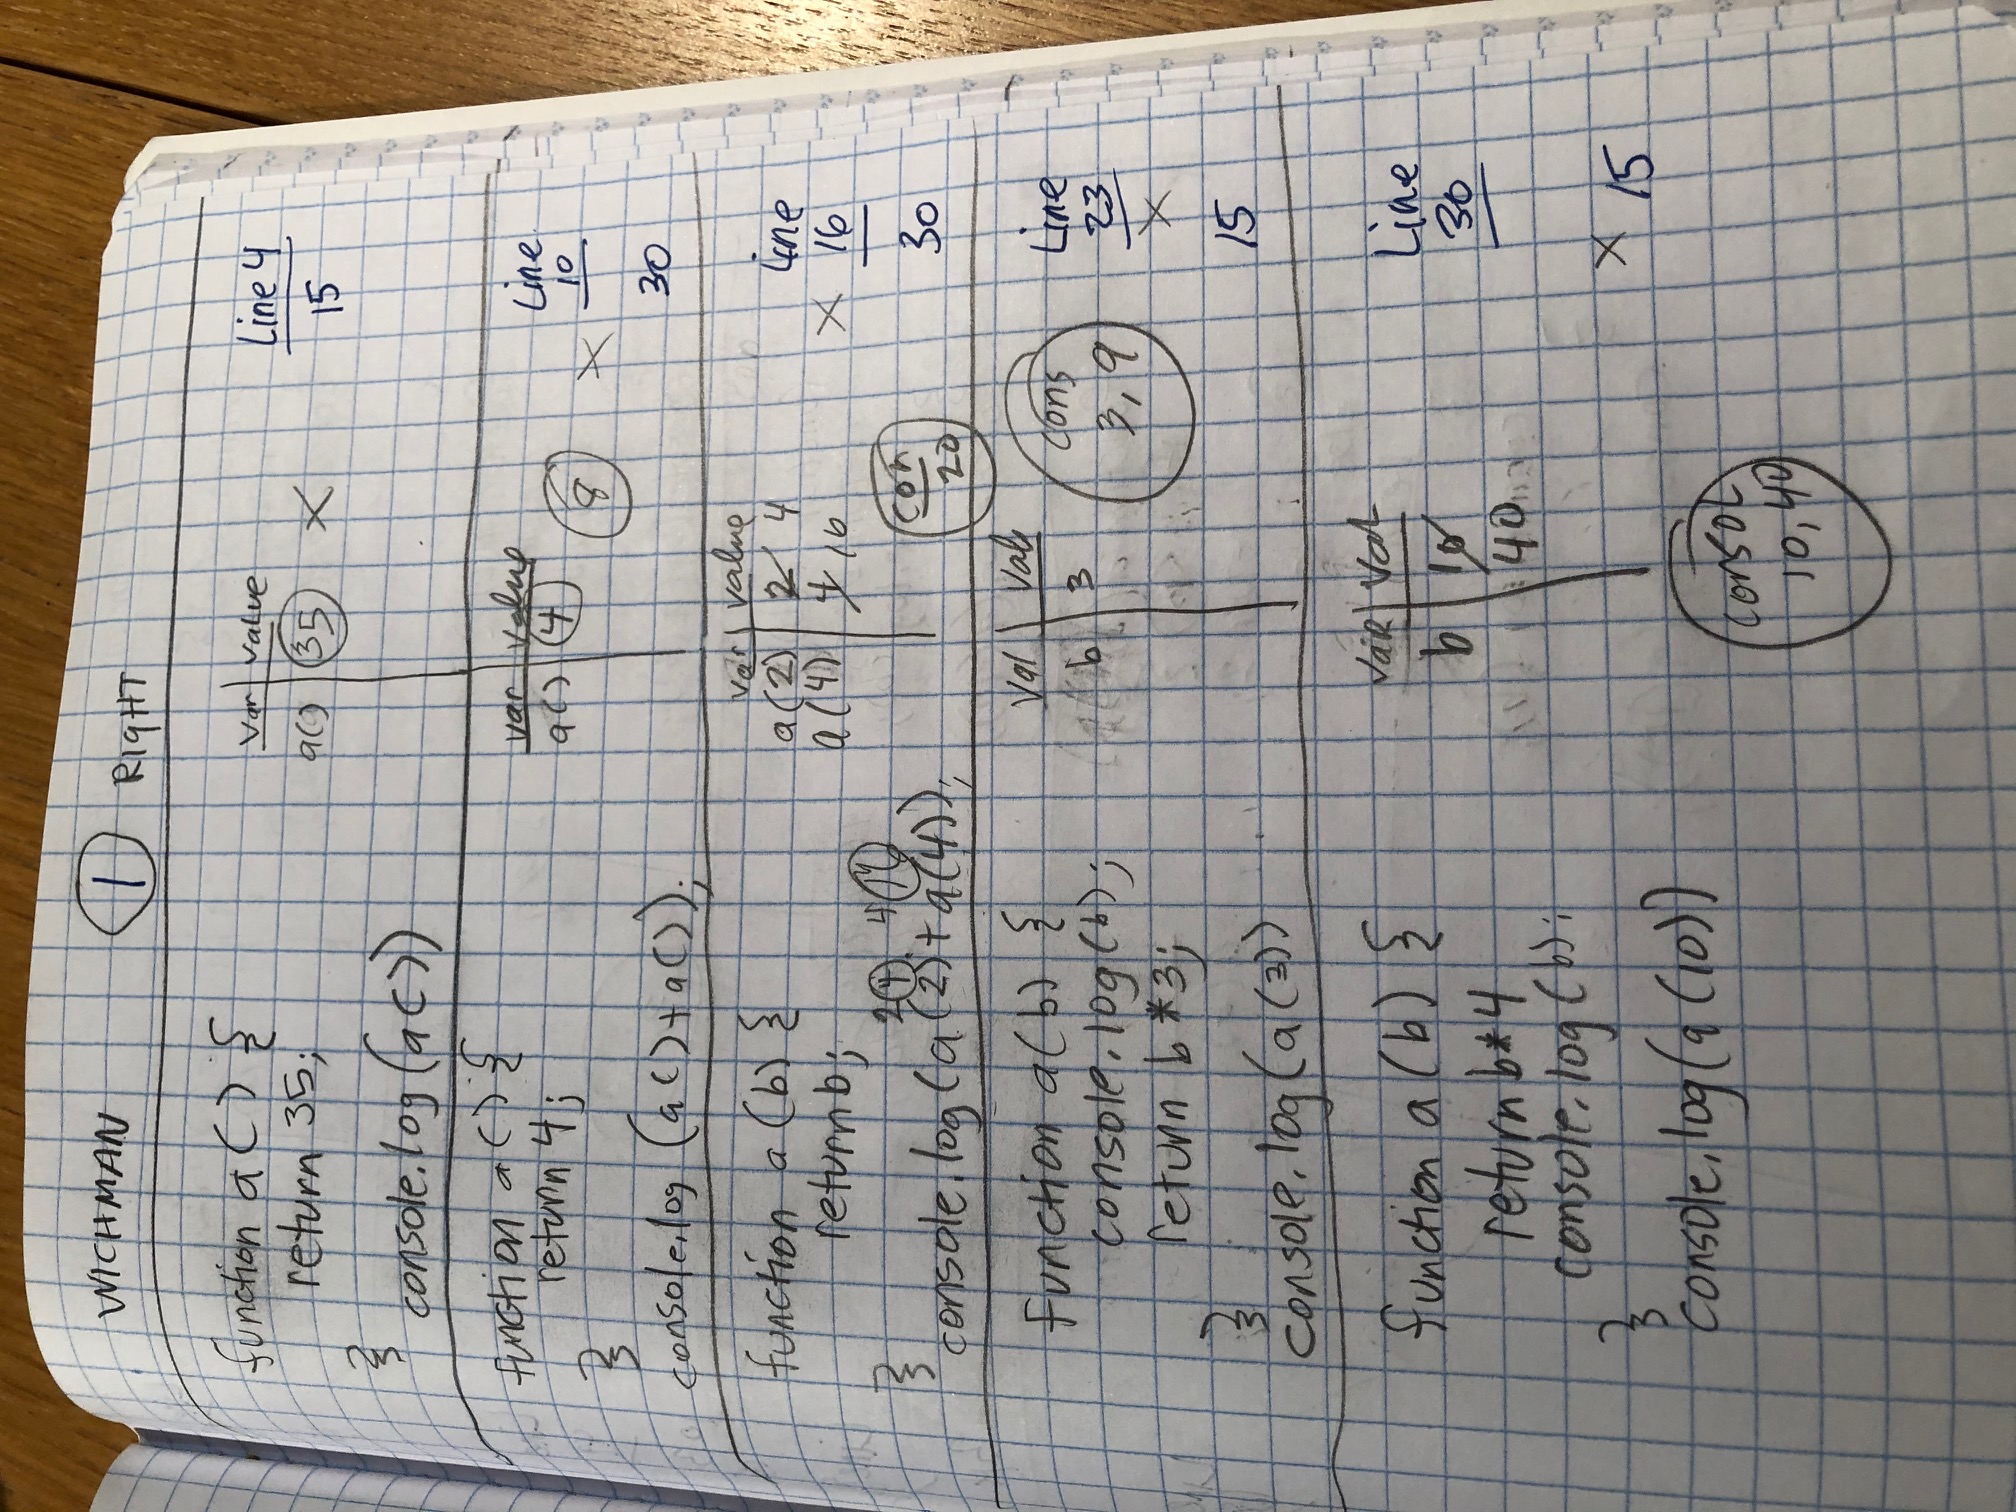 WICHMAN 1 RIGHT
function a() {
var value
Line 4
return 35;
a() 35 X
15
}
console.log(a())
function a() {
var value
Line
10
return 4;
a() 4
8
X
30
}
console.log (a()+a());
function a(b) {
var value
a(2) 2 4
Line
return b;
a(4) 4 16
X 16
}
2 4 4 16
con
20
30
console.log(a(2)+a(4));
function a(b) {
Val Valu
Line
console.log(b);
b 3
cons
3, 9
23
X
return b*3;
15
}
console.log(a(3))
function a(b) {
VAR Val
Line
b 10
30
return b*4
40
console.log(b);
X 15
}
console.log(a(10))
consol
10, 40